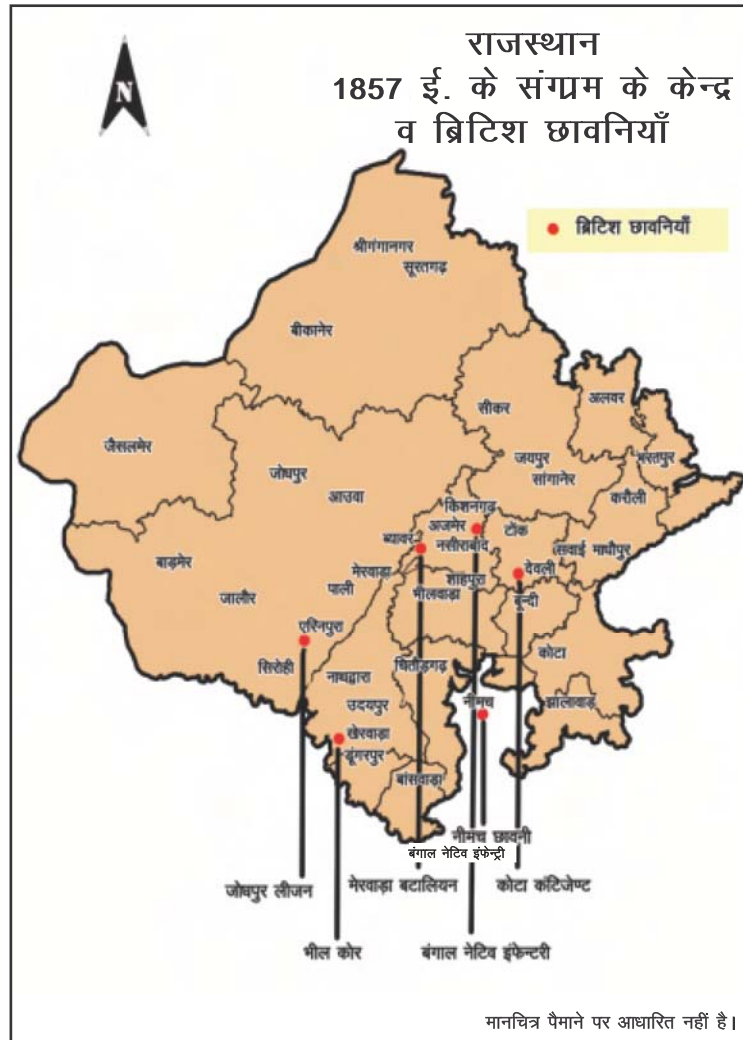 राजस्थान
1857 ई. के संग्राम के केन्द्र
व ब्रिटिश छावनियाँ
N
ब्रिटिश छावनियाँ
श्रीगंगानगर
सूरतगढ़
बीकानेर
सीकर
अलवर
जैसलमेर
जोधपुर
जयपुर
भरतपुर
सांगानेर
आउवा
करौली
किशनगढ़
अजमेर
टोंक
ब्यावर
नसीराबाद
सवाई माधौपुर
बाड़मेर
मेरवाड़ा
देवली
शाहपुरा
पाली
भीलवाड़ा
जालौर
बून्दी
एरिनपुरा
कोटा
सिरोही
चितौड़गढ़
नाथद्वारा
उदयपुर
नीमच
झालावाड़
खेरवाड़ा
डूंगरपुर
बांसवाड़ा
नीमच छावनी
बंगाल नेटिव इंफेन्ट्री
जोधपुर लीजन
मेरवाड़ा बटालियन
कोटा कंटिजेण्ट
भील कोर
बंगाल नेटिव इंफेन्टरी
मानचित्र पैमाने पर आधारित नहीं है।